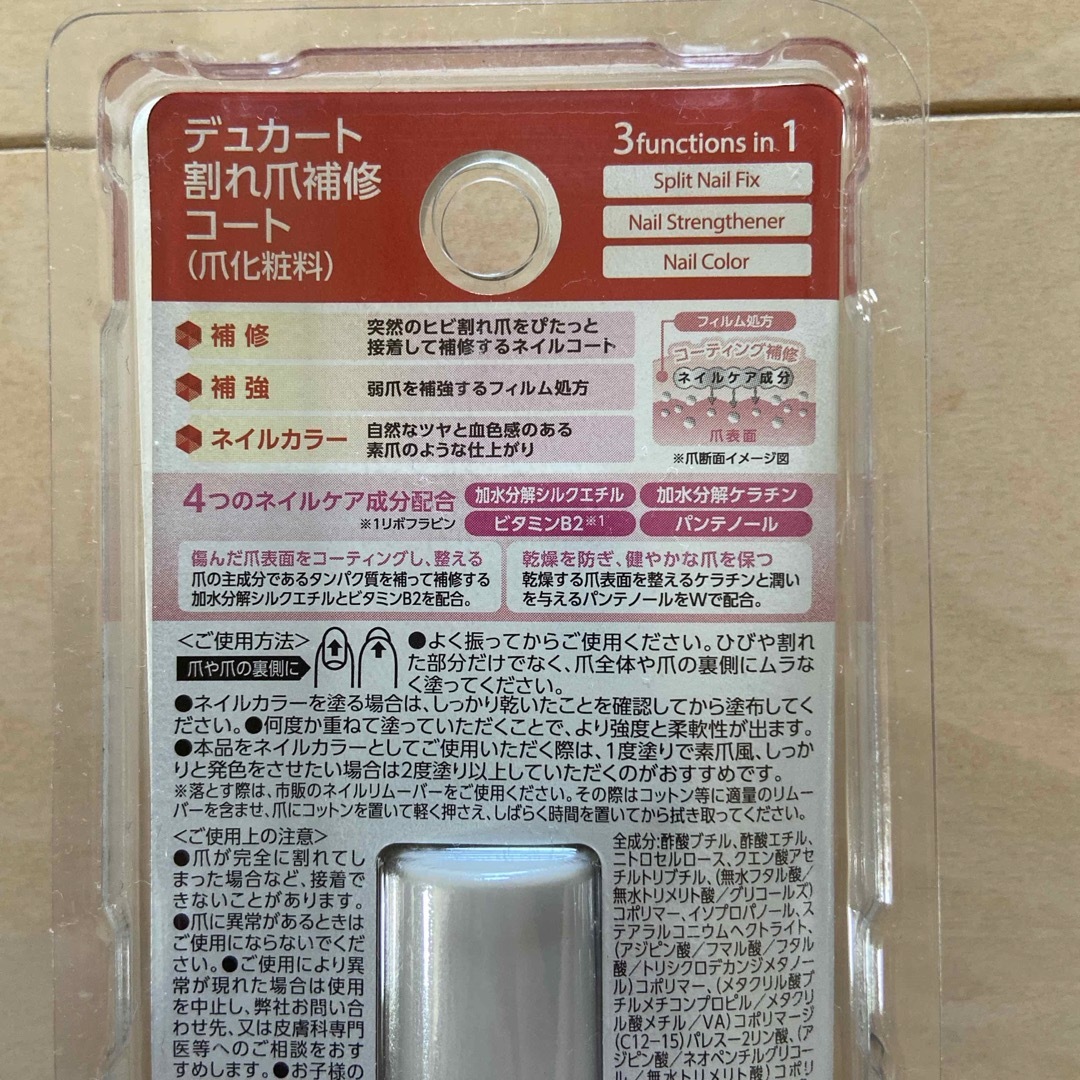 デュカート
割れ爪補修
コート
(爪化粧料)
3functions in 1
Split Nail Fix
Nail Strengthener
Nail Color
補修
突然のヒビ割れ爪をぴたっと
接着して補修するネイルコート
補強
弱爪を補強するフィルム処方
ネイルカラー
自然なツヤと血色感のある
素爪のような仕上がり
フィルム処方
コーティング補修
ネイルケア成分
爪表面
※爪断面イメージ図
4つのネイルケア成分配合
※1リボフラビン
加水分解シルクエチル
加水分解ケラチン
ビタミンB2※1
パンテノール
傷んだ爪表面をコーティングし、整える
爪の主成分であるタンパク質を補って補修する
加水分解シルクエチルとビタミンB2を配合。
乾燥を防ぎ、健やかな爪を保つ
乾燥する爪表面を整えるケラチンと潤い
を与えるパンテノールをWで配合。
<ご使用方法>
爪や爪の裏側に
●よく振ってからご使用ください。ひびや割れ
た部分だけでなく、爪全体や爪の裏側にムラな
く塗ってください。
●ネイルカラーを塗る場合は、しっかり乾いたことを確認してから塗布してく
ださい。●何度か重ねて塗っていただくことで、より強度と柔軟性が出ます。
●本品をネイルカラーとしてご使用いただく際は、1度塗りで素爪風、しっか
りと発色をさせたい場合は2度塗り以上していただくのがおすすめです。
※落とす際は、市販のネイルリムーバーをご使用ください。その際はコットン等に適量のリムー
バーを含ませ、爪にコットンを置いて軽く押さえ、しばらく時間を置いてから拭き取ってください。
<ご使用上の注意>
●爪が完全に割れてし
まった場合など、接着で
きないことがあります。
●爪に異常があるときは
ご使用にならないでくだ
さい。●ご使用により異
常が現れた場合は使用
を中止し、弊社お問い合
わせ先、又は皮膚科専門
医等へのご相談をおす
すめします。●お子様の
全成分:酢酸ブチル、酢酸エチル、
ニトロセルロース、クエン酸アセ
チルトリブチル、(無水フタル酸/
無水トリメリト酸/グリコールズ)
コポリマー、イソプロパノール、ス
テアラルコニウムヘクトライト、
(アジピン酸/フマル酸/フタル
酸/トリシクロデカンジメタノー
ル)コポリマー、(メタクリル酸ブ
チルメチコンプロピル/メタクリ
ル酸メチル/VA)コポリマージ
(C12-15)パレス-2リン酸、(ア
ジピン酸/ネオペンチルグリコー
ル/無水トリメリト酸)コポリ